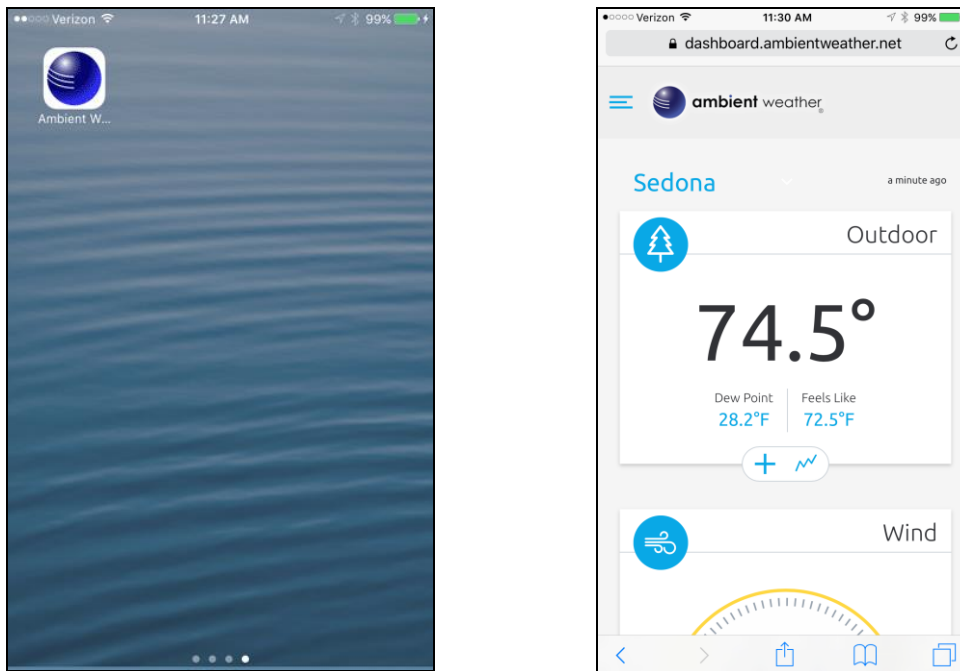 Verizon 11:27 AM 99%
Ambient W...
Verizon 11:30 AM 99%
dashboard.ambientweather.net
ambient weather®
Sedona a minute ago
Outdoor
74.5°
Dew Point Feels Like
28.2°F 72.5°F
Wind